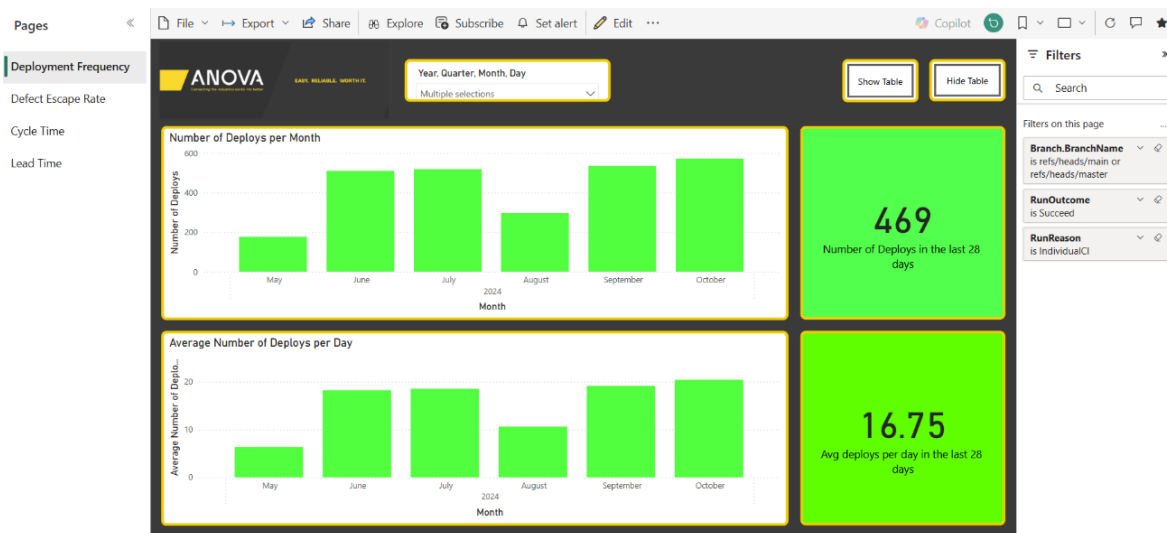 Pages
Deployment Frequency
Defect Escape Rate
Cycle Time
Lead Time
File
Export
Share
Explore
Subscribe
Set alert
Edit
Copilot
ANOVA
EASY. RELIABLE. WORTH IT.
Year, Quarter, Month, Day
Multiple selections
Show Table
Hide Table
Number of Deploys per Month
Number of Deploys
600
400
200
0
May
June
July
August
September
October
2024
Month
469
Number of Deploys in the last 28
days
Average Number of Deploys per Day
Average Number of Deplo...
20
10
0
May
June
July
August
September
October
2024
Month
16.75
Avg deploys per day in the last 28
days
Filters
Search
Filters on this page
Branch.BranchName
is refs/heads/main or
refs/heads/master
RunOutcome
is Succeed
RunReason
is IndividualCI